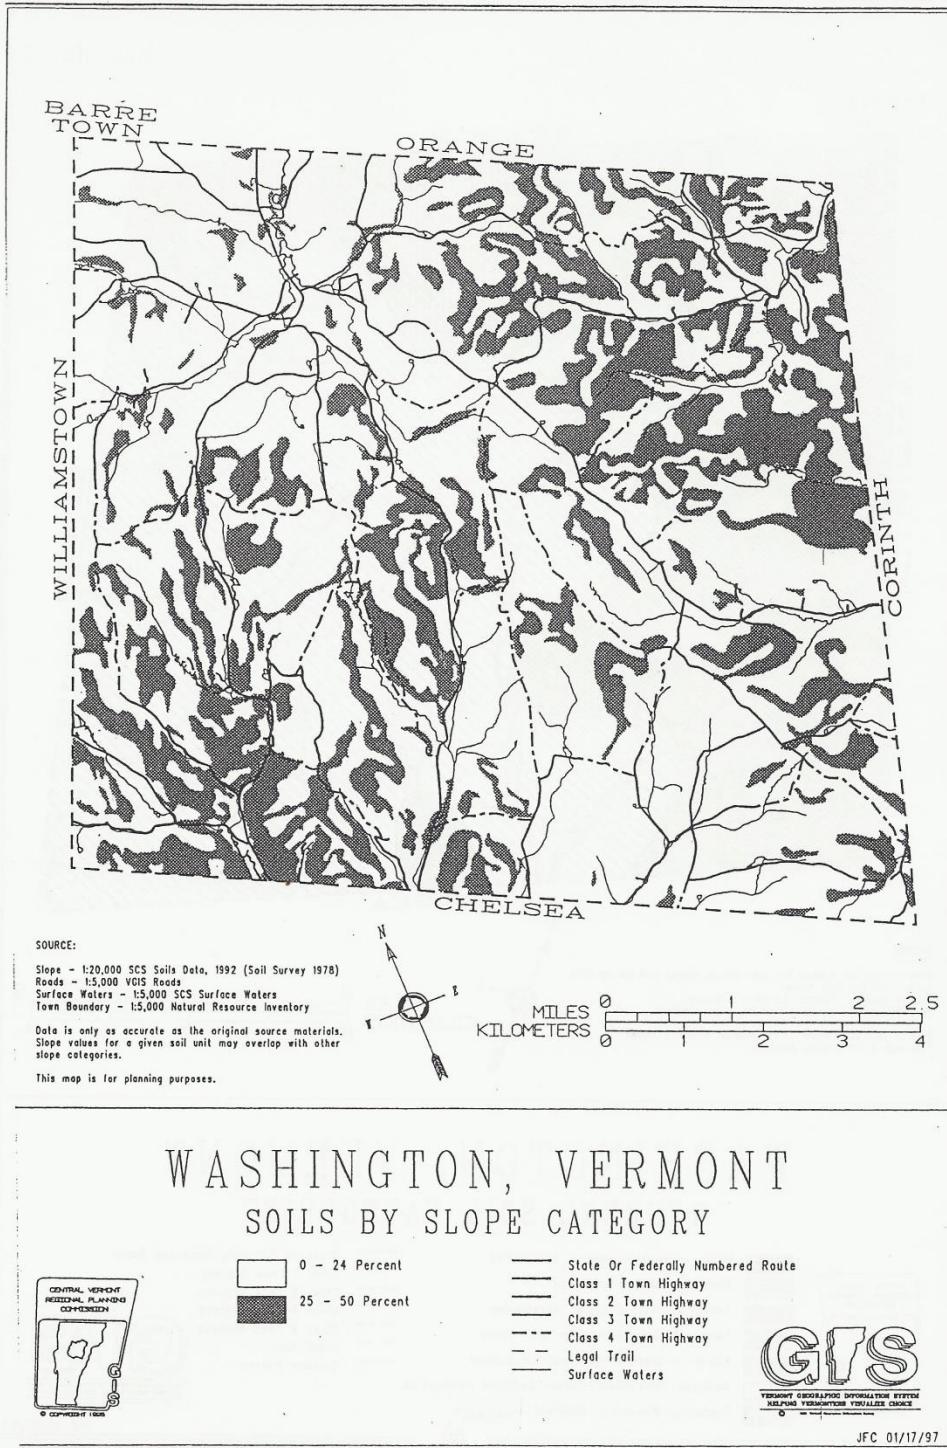 BARRE
TOWN
ORANGE
WILLIAMSTOWN
CORINTH
CHELSEA
SOURCE:
Slope - 1:20,000 SCS Soils Data, 1992 (Soil Survey 1978)
Roads - 1:5,000 VGIS Roads
Surface Waters - 1:5,000 SCS Surface Waters
Town Boundary - 1:5,000 Natural Resource Inventory
Data is only as accurate as the original source materials.
Slope values for a given soil unit may overlap with other
slope categories.
This map is for planning purposes.
N
E
W
MILES
0 1 2 2.5
KILOMETERS
0 1 2 3 4
WASHINGTON, VERMONT
SOILS BY SLOPE CATEGORY
0 - 24 Percent
25 - 50 Percent
State Or Federally Numbered Route
Class 1 Town Highway
Class 2 Town Highway
Class 3 Town Highway
Class 4 Town Highway
Legal Trail
Surface Waters
CENTRAL VERMONT
REGIONAL PLANNING
COMMISSION
GIS
© COPYRIGHT
GIS
VERMONT GEOGRAPHIC INFORMATION SYSTEM
HELPING VERMONTERS VISUALIZE CHOICE
JFC 01/17/97